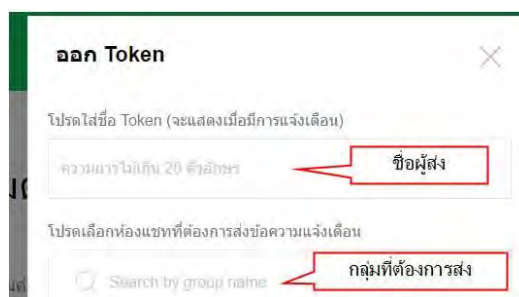 ออก Token
โปรดใส่ชื่อ Token (จะแสดงเมื่อมีการแจ้งเตือน)
ความยาวไม่เกิน 20 ตัวอักษร
ชื่อผู้ส่ง
โปรดเลือกห้องแชทที่ต้องการส่งข้อความแจ้งเตือน
Search by group name
กลุ่มที่ต้องการส่ง